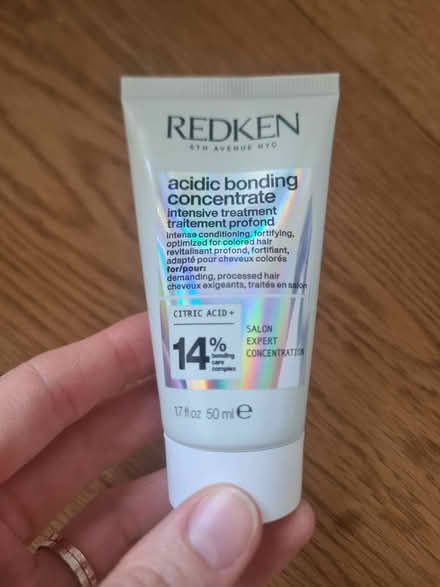 REDKEN
5TH AVENUE NYC
acidic bonding
concentrate
intensive treatment
traitement profond
intense conditioning, fortifying,
optimized for colored hair
revitalisant profond, fortifiant,
adapté pour cheveux colorés
for/pour:
demanding, processed hair
cheveux exigeants, traités en salon
CITRIC ACID+
14%
bonding
care
complex
SALON
EXPERT
CONCENTRATION
1.7 fl oz 50 ml ℮